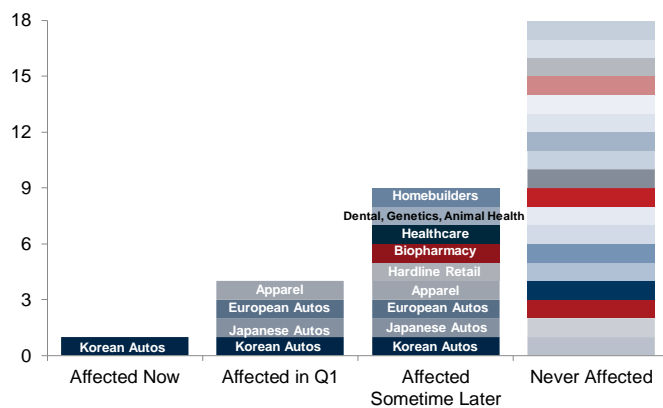 18
15
12
9
6
3
0
Korean Autos
Apparel
European Autos
Japanese Autos
Korean Autos
Homebuilders
Dental, Genetics, Animal Health
Healthcare
Biopharmacy
Hardline Retail
Apparel
European Autos
Japanese Autos
Korean Autos
Affected Now
Affected in Q1
Affected
Sometime Later
Never Affected